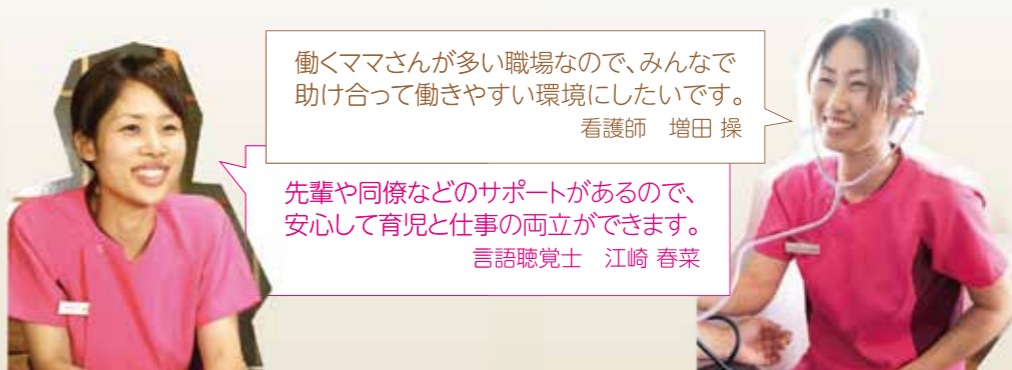 働くママさんが多い職場なので、みんなで
助け合って働きやすい環境にしたいです。
看護師　増田 操
先輩や同僚などのサポートがあるので、
安心して育児と仕事の両立ができます。
言語聴覚士　江崎 春菜